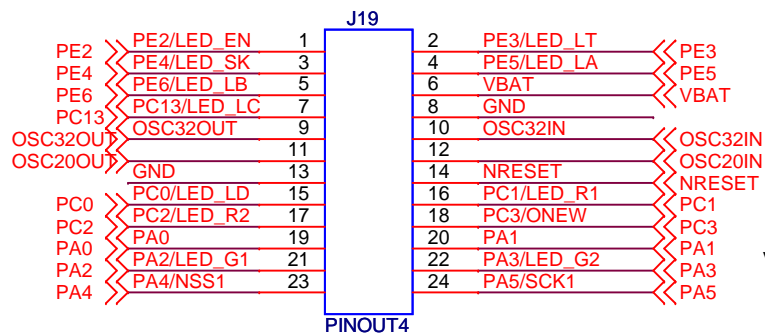 J19
PE2 PE2/LED_EN 1 2 PE3/LED_LT PE3
PE4 PE4/LED_SK 3 4 PE5/LED_LA PE5
PE6 PE6/LED_LB 5 6 VBAT VBAT
PC13 PC13/LED_LC 7 8 GND
OSC32OUT OSC32OUT 9 10 OSC32IN OSC32IN
OSC20OUT 11 12 OSC20IN
GND 13 14 NRESET NRESET
PC0 PC0/LED_LD 15 16 PC1/LED_R1 PC1
PC2 PC2/LED_R2 17 18 PC3/ONEW PC3
PA0 PA0 19 20 PA1 PA1
PA2 PA2/LED_G1 21 22 PA3/LED_G2 PA3
PA4 PA4/NSS1 23 24 PA5/SCK1 PA5
PINOUT4